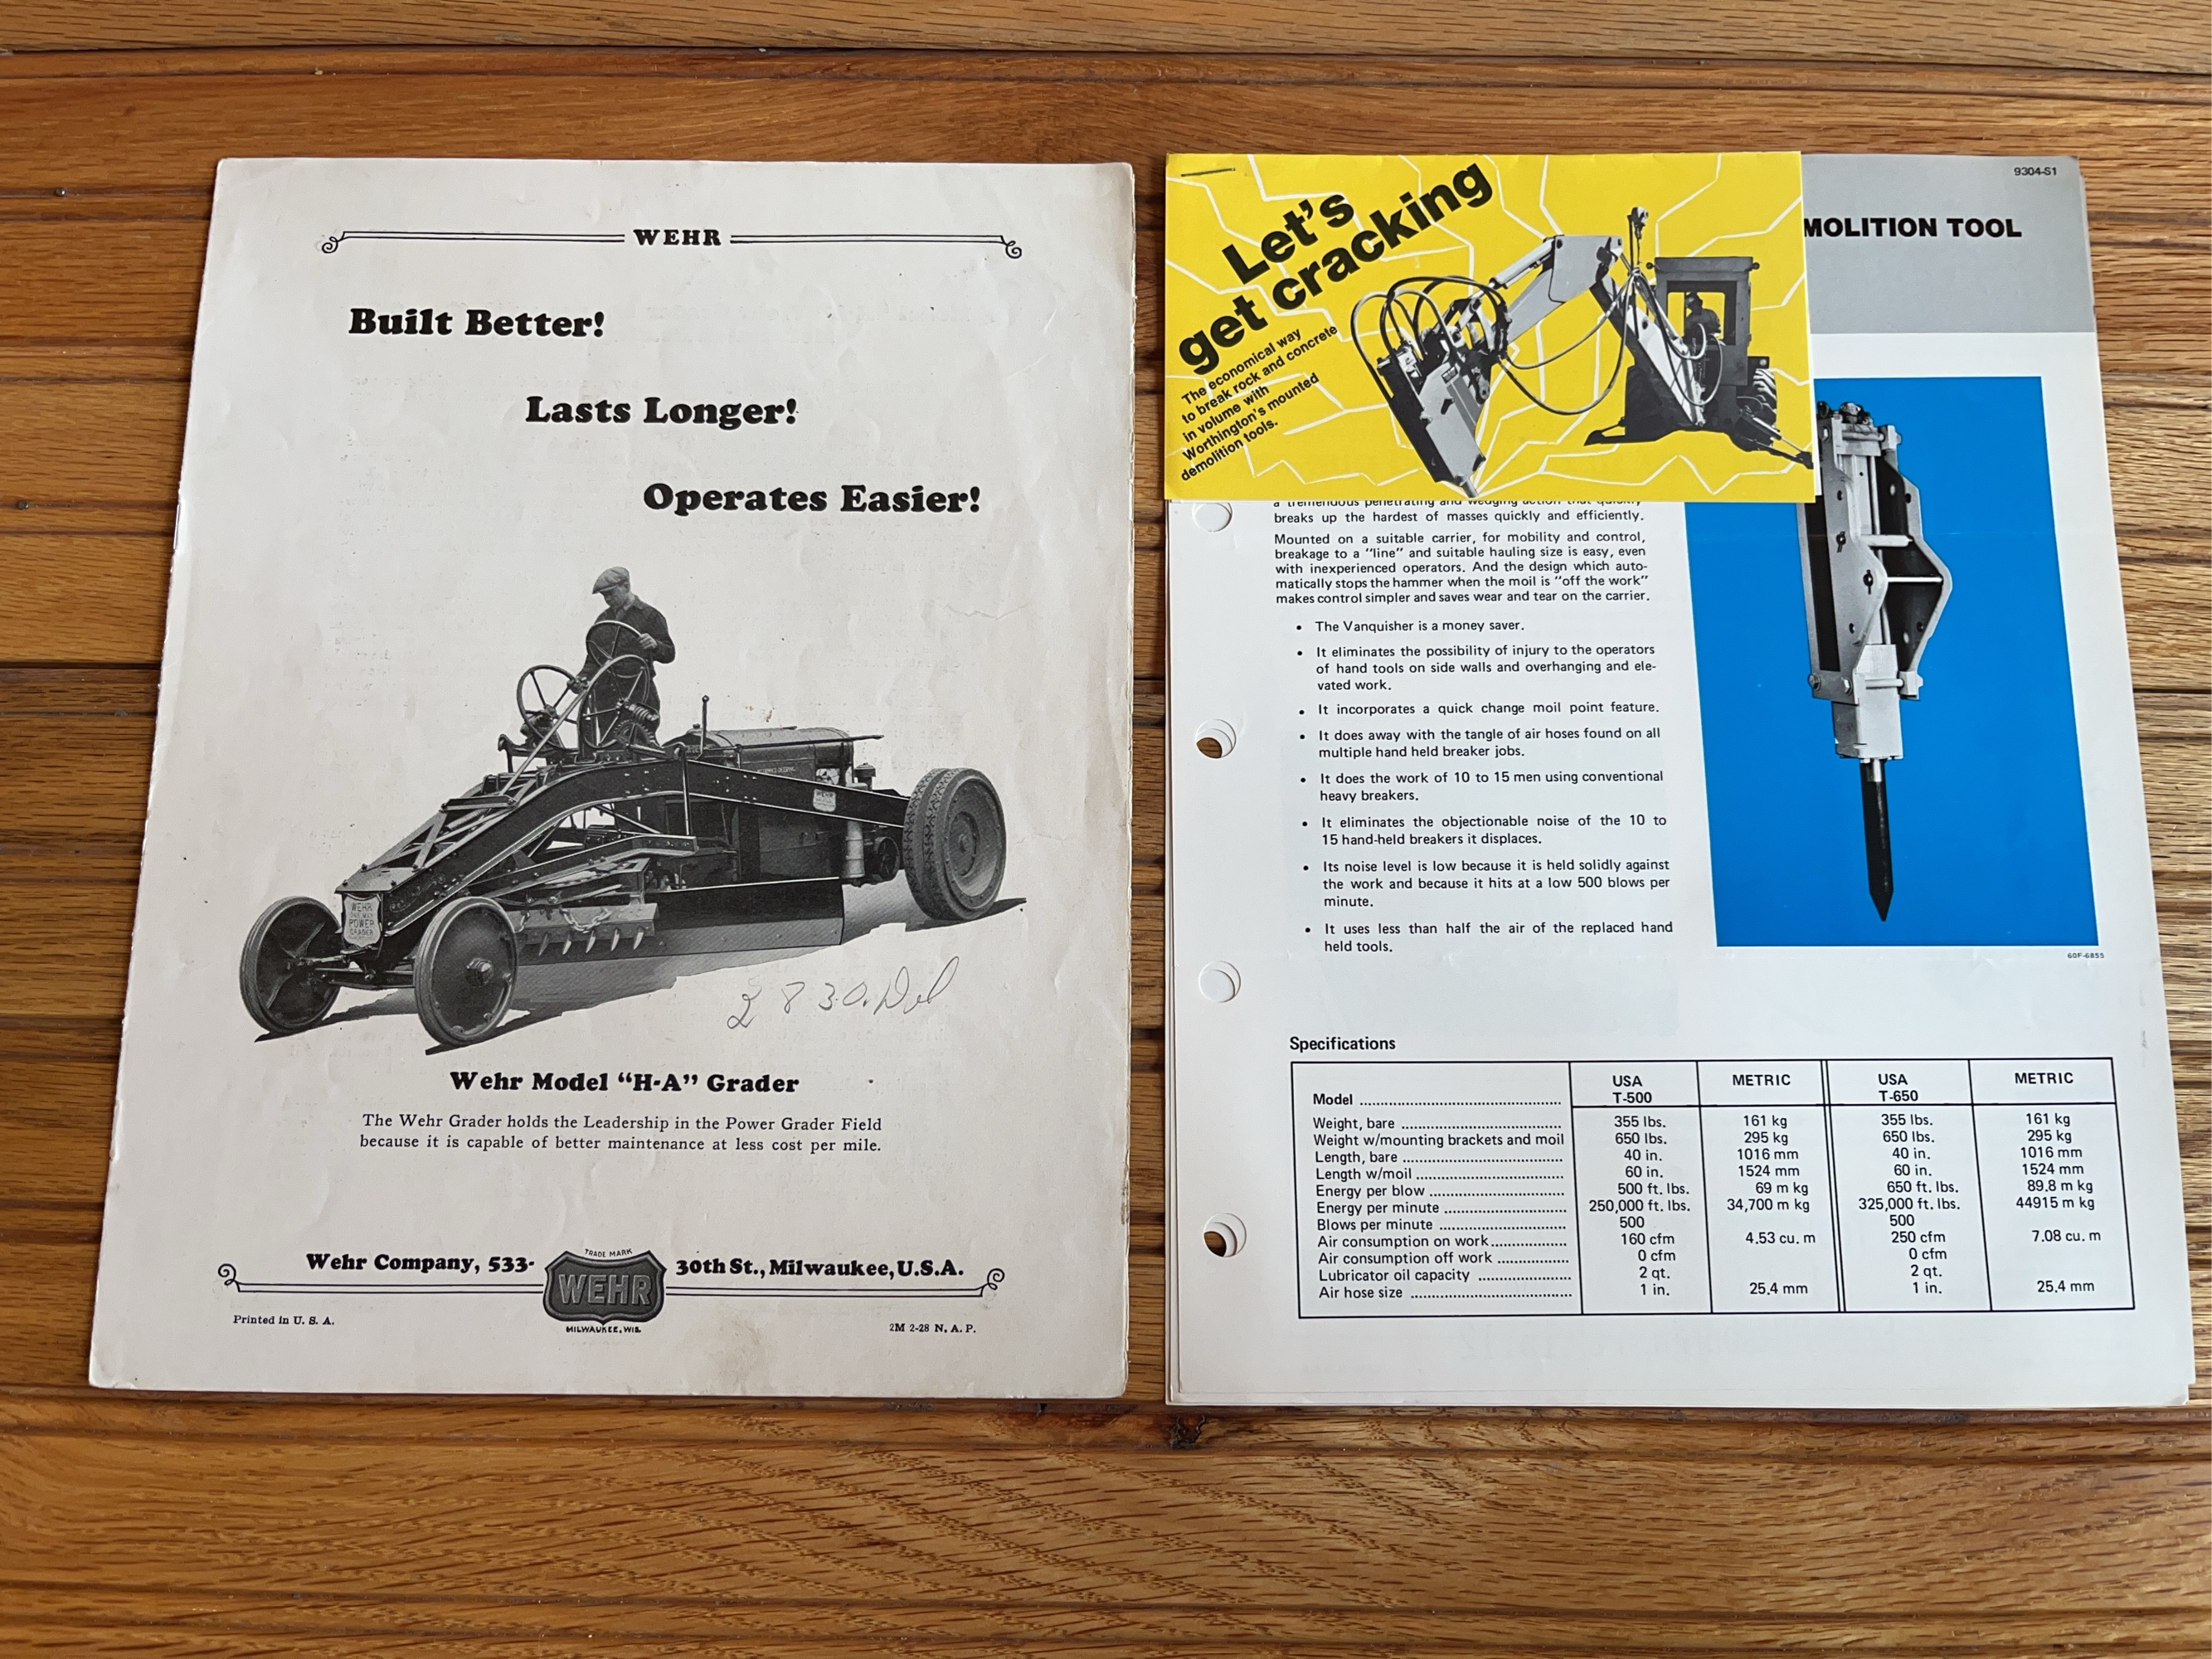 WEHR
Built Better!
Lasts Longer!
Operates Easier!
WEHR
POWER
GRADER
WEHR
2830. Del
Wehr Model “H-A” Grader
The Wehr Grader holds the Leadership in the Power Grader Field
because it is capable of better maintenance at less cost per mile.
Wehr Company, 533-
TRADE MARK
WEHR
MILWAUKEE, WIS.
30th St., Milwaukee, U.S.A.
Printed in U. S. A.
2M 2-28 N. A. P.
Let's
get cracking
The economical way
to break rock and concrete
in volume with
Worthington's mounted
demolition tools.
9304-S1
MOLITION TOOL
a tremendous penetrating and wedging action that quickly
breaks up the hardest of masses quickly and efficiently.
Mounted on a suitable carrier, for mobility and control,
breakage to a "line" and suitable hauling size is easy, even
with inexperienced operators. And the design which auto-
matically stops the hammer when the moil is "off the work"
makes control simpler and saves wear and tear on the carrier.
• The Vanquisher is a money saver.
• It eliminates the possibility of injury to the operators
of hand tools on side walls and overhanging and ele-
vated work.
• It incorporates a quick change moil point feature.
• It does away with the tangle of air hoses found on all
multiple hand held breaker jobs.
• It does the work of 10 to 15 men using conventional
heavy breakers.
• It eliminates the objectionable noise of the 10 to
15 hand-held breakers it displaces.
• Its noise level is low because it is held solidly against
the work and because it hits at a low 500 blows per
minute.
• It uses less than half the air of the replaced hand
held tools.
60F-6855
Specifications
Model USA T-500 METRIC USA T-650 METRIC
Weight, bare 355 lbs. 161 kg 355 lbs. 161 kg
Weight w/mounting brackets and moil 650 lbs. 295 kg 650 lbs. 295 kg
Length, bare 40 in. 1016 mm 40 in. 1016 mm
Length w/moil 60 in. 1524 mm 60 in. 1524 mm
Energy per blow 500 ft. lbs. 69 m kg 650 ft. lbs. 89.8 m kg
Energy per minute 250,000 ft. lbs. 34,700 m kg 325,000 ft. lbs. 44915 m kg
Blows per minute 500 500
Air consumption on work 160 cfm 4.53 cu. m 250 cfm 7.08 cu. m
Air consumption off work 0 cfm 0 cfm
Lubricator oil capacity 2 qt. 2 qt.
Air hose size 1 in. 25.4 mm 1 in. 25.4 mm